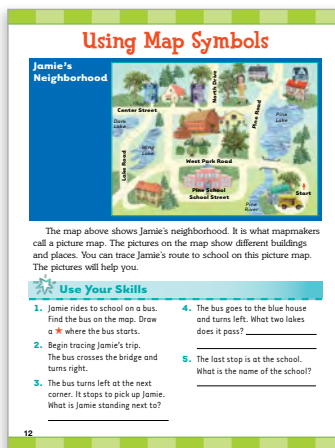 Using Map Symbols
Jamie's
Neighborhood
North Drive
Center Street
Dark
Lake
Pine Road
Pine
Lake
Lake Road
Wing
Lake
West Park Road
Start
Pine School
School Street
Pine
River
The map above shows Jamie's neighborhood. It is what mapmakers
call a picture map. The pictures on the map show different buildings
and places. You can trace Jamie's route to school on this picture map.
The pictures will help you.
Use Your Skills
1. Jamie rides to school on a bus.
Find the bus on the map. Draw
a ★ where the bus starts.
2. Begin tracing Jamie's trip.
The bus crosses the bridge and
turns right.
3. The bus turns left at the next
corner. It stops to pick up Jamie.
What is Jamie standing next to?
4. The bus goes to the blue house
and turns left. What two lakes
does it pass?
5. The last stop is at the school.
What is the name of the school?
12